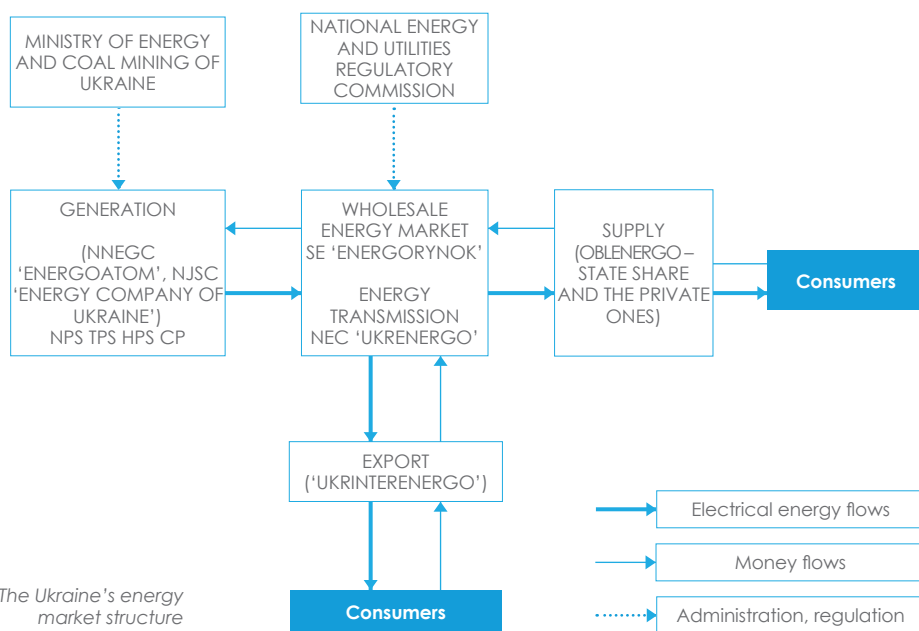 MINISTRY OF ENERGY
AND COAL MINING OF
UKRAINE
NATIONAL ENERGY
AND UTILITIES
REGULATORY
COMMISSION
GENERATION
(NNEGC
‘ENERGOATOM’, NJSC
‘ENERGY COMPANY OF
UKRAINE’)
NPS TPS HPS CP
WHOLESALE
ENERGY MARKET
SE ‘ENERGORYNOK’
ENERGY
TRANSMISSION
NEC ‘UKRENERGO’
SUPPLY
(OBLENERGO –
STATE SHARE
AND THE PRIVATE
ONES)
Consumers
EXPORT
(‘UKRINTERENERGO’)
Consumers
Electrical energy flows
Money flows
Administration, regulation
The Ukraine’s energy
market structure